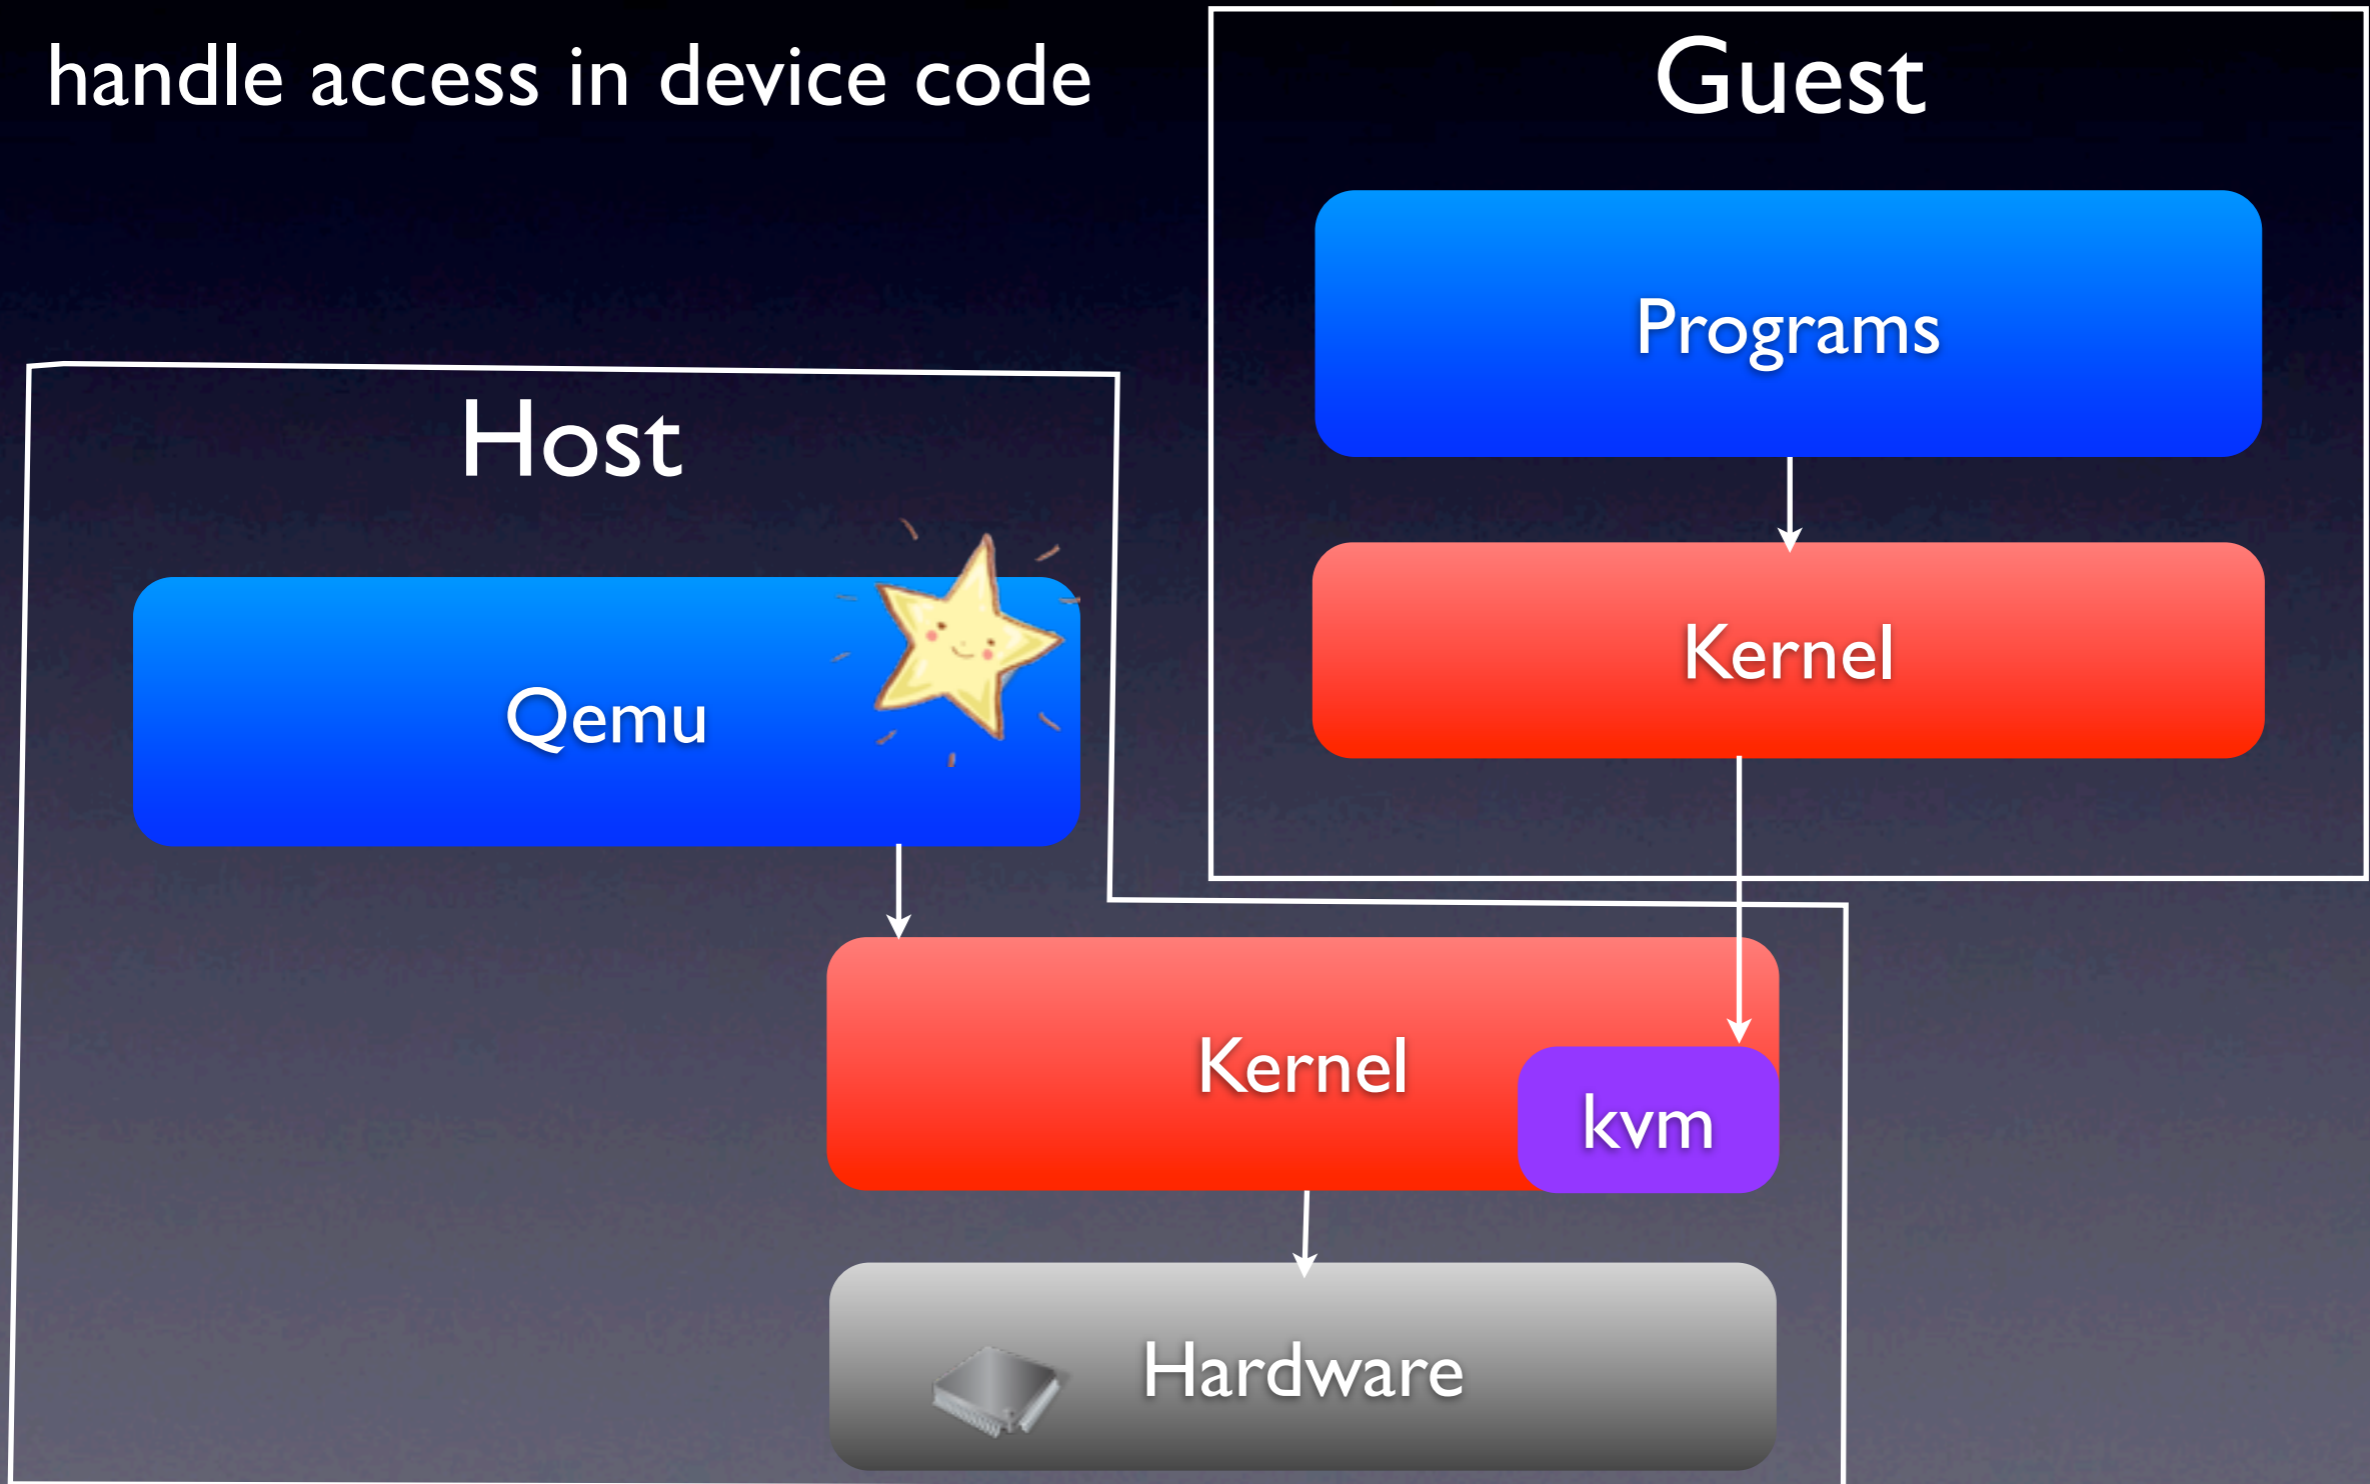 handle access in device code
Guest
Programs
Host
Kernel
Qemu
Kernel
kvm
Hardware